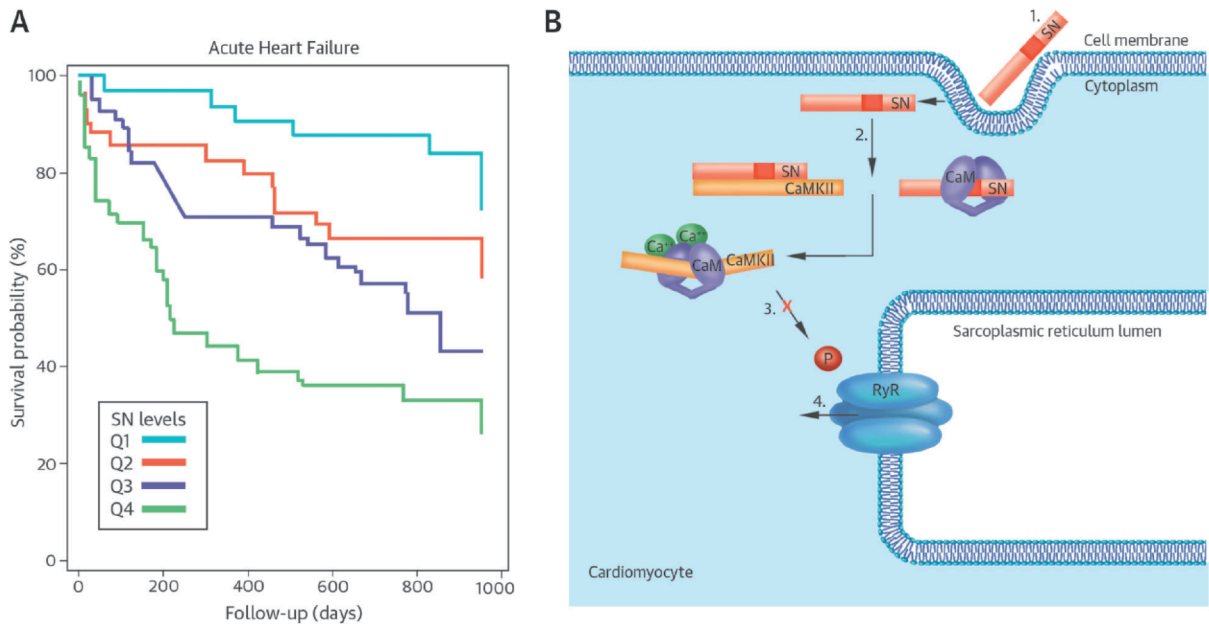 A
Acute Heart Failure
Survival probability (%)
100
80
60
40
20
0
SN levels
Q1
Q2
Q3
Q4
0
200
400
600
800
1000
Follow-up (days)
B
1.
SN
Cell membrane
Cytoplasm
SN
2.
SN
CaMKII
CaM
SN
Ca++
Ca++
CaM
CaMKII
3.
X
P
Sarcoplasmic reticulum lumen
RyR
4.
Cardiomyocyte